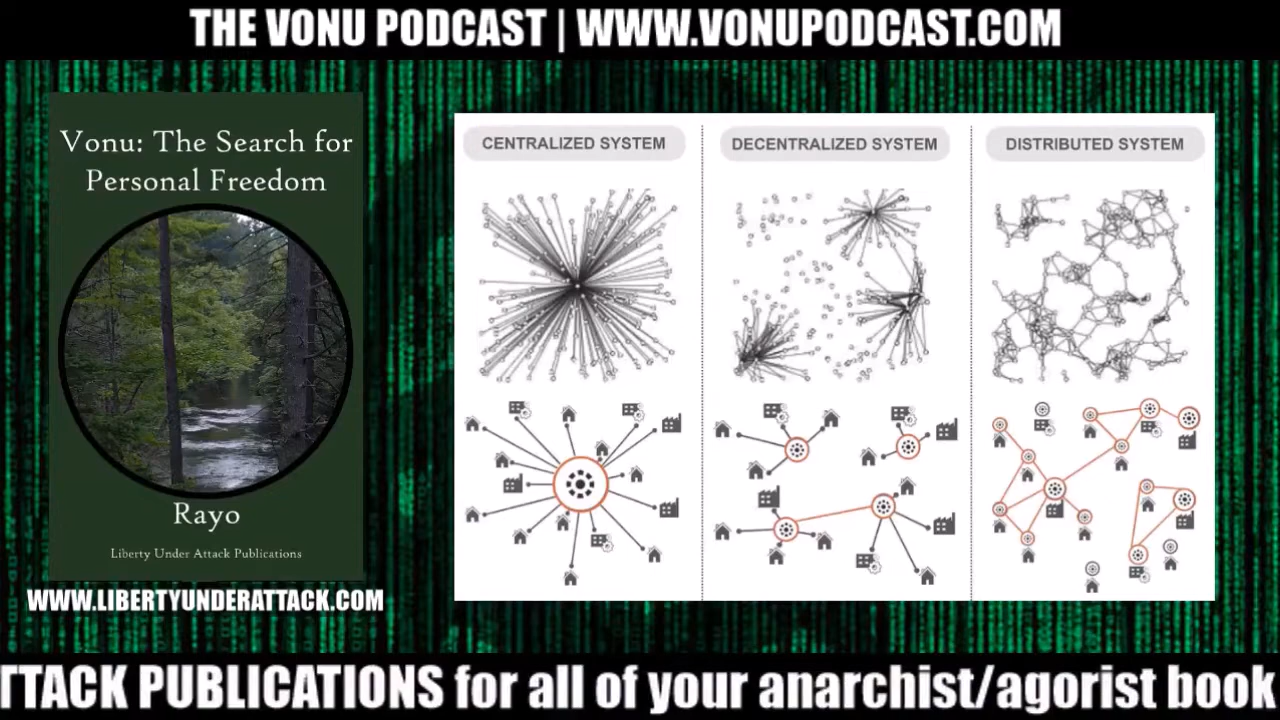 THE VONU PODCAST | WWW.VONUPODCAST.COM
Vonu: The Search for
Personal Freedom
Rayo
Liberty Under Attack Publications
WWW.LIBERTYUNDERATTACK.COM
CENTRALIZED SYSTEM
DECENTRALIZED SYSTEM
DISTRIBUTED SYSTEM
TTACK PUBLICATIONS for all of your anarchist/agorist book